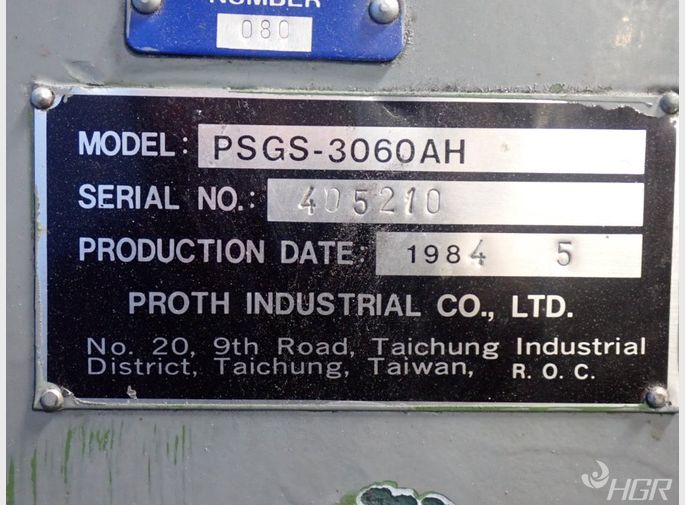 NUMBER
080
MODEL: PSGS-3060AH
SERIAL NO.: 405210
PRODUCTION DATE: 1984 5
PROTH INDUSTRIAL CO., LTD.
No. 20, 9th Road, Taichung Industrial
District, Taichung, Taiwan, R. O. C.
HGR